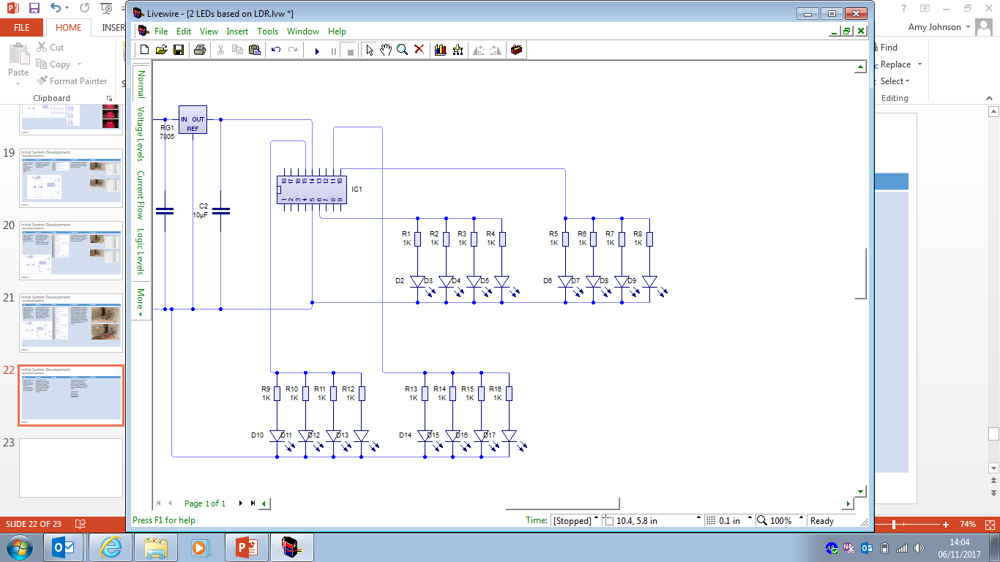 Livewire - [2 LEDs based on LDR.lvw *]
FILE HOME INSER
Amy Johnson
File Edit View Insert Tools Window Help
Cut
Copy
Format Painter
Paste
Clipboard
Find
Replace
Select
Editing
Normal
Voltage Levels
Current Flow
Logic Levels
More
19
Initial System Development
20
Initial System Development
21
Initial System Development
22
Initial System Development
23
IN OUT
REF
RG1
7805
C2
10µF
18 17 16 15 14 13 12 11 10
1 2 3 4 5 6 7 8 9
IC1
R1 R2 R3 R4 R5 R6 R7 R8
1K 1K 1K 1K 1K 1K 1K 1K
D2 D3 D4 D5 D6 D7 D8 D9
R9 R10 R11 R12 R13 R14 R15 R16
1K 1K 1K 1K 1K 1K 1K 1K
D10 D11 D12 D13 D14 D15 D16 D17
Page 1 of 1
Press F1 for help
Time: [Stopped] 10.4, 5.8 in 0.1 in 100% Ready
SLIDE 22 OF 23
74%
14:04
06/11/2017